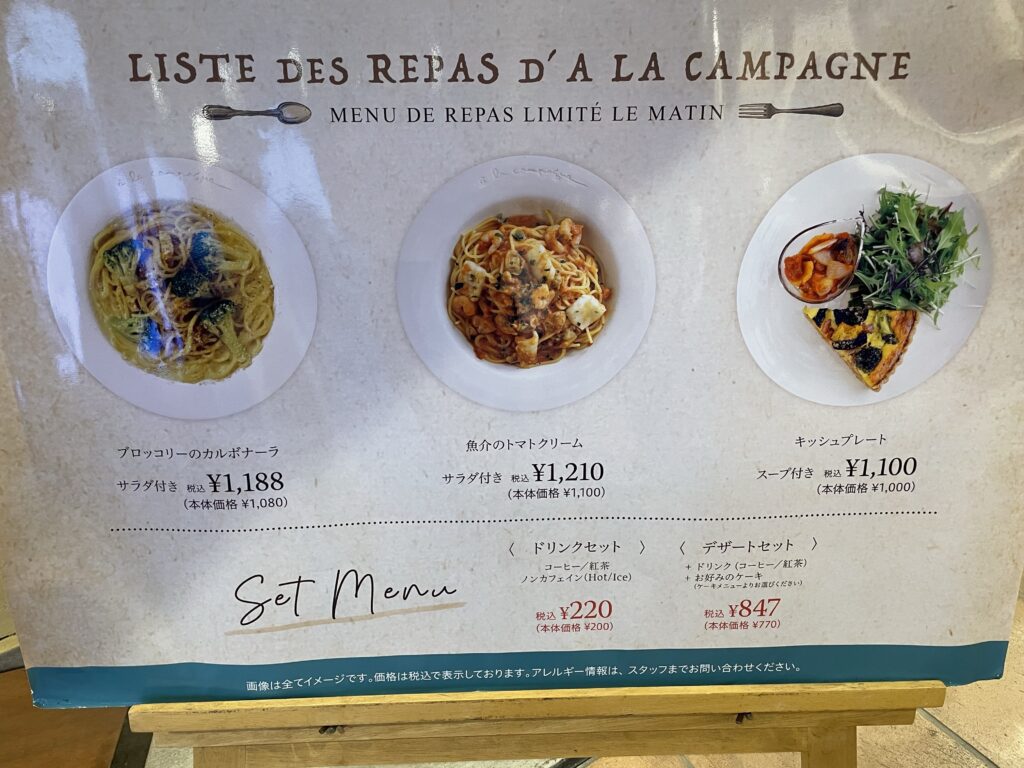 LISTE DES REPAS D'A LA CAMPAGNE
MENU DE REPAS LIMITÉ LE MATIN
à la campagne
à la campagne
ブロッコリーのカルボナーラ
サラダ付き 税込 ¥1,188
(本体価格 ¥1,080)
魚介のトマトクリーム
サラダ付き 税込 ¥1,210
(本体価格 ¥1,100)
キッシュプレート
スープ付き 税込 ¥1,100
(本体価格 ¥1,000)
Set Menu
〈 ドリンクセット 〉
コーヒー/紅茶
ノンカフェイン(Hot/Ice)
税込 ¥220
(本体価格 ¥200)
〈 デザートセット 〉
+ ドリンク (コーヒー/紅茶)
+ お好みのケーキ
(ケーキメニューよりお選びください)
税込 ¥847
(本体価格 ¥770)
画像は全てイメージです。価格は税込で表示しております。アレルギー情報は、スタッフまでお問い合わせください。